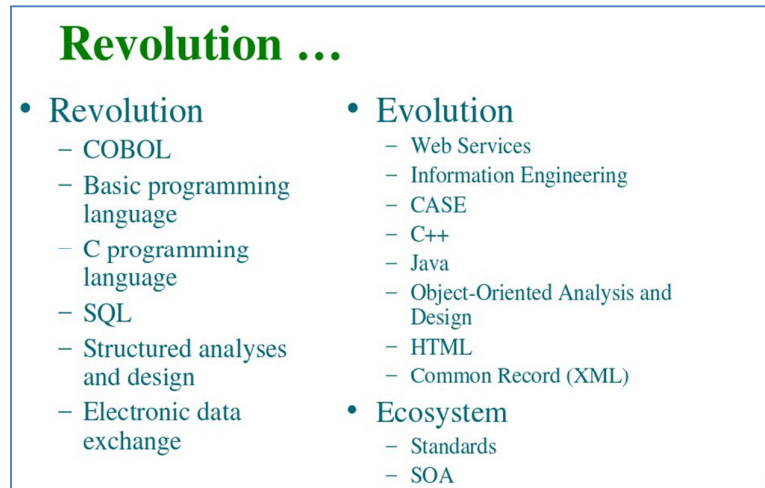 Revolution …
• Revolution
– COBOL
– Basic programming
language
– C programming
language
– SQL
– Structured analyses
and design
– Electronic data
exchange
• Evolution
– Web Services
– Information Engineering
– CASE
– C++
– Java
– Object-Oriented Analysis and
Design
– HTML
– Common Record (XML)
• Ecosystem
– Standards
– SOA